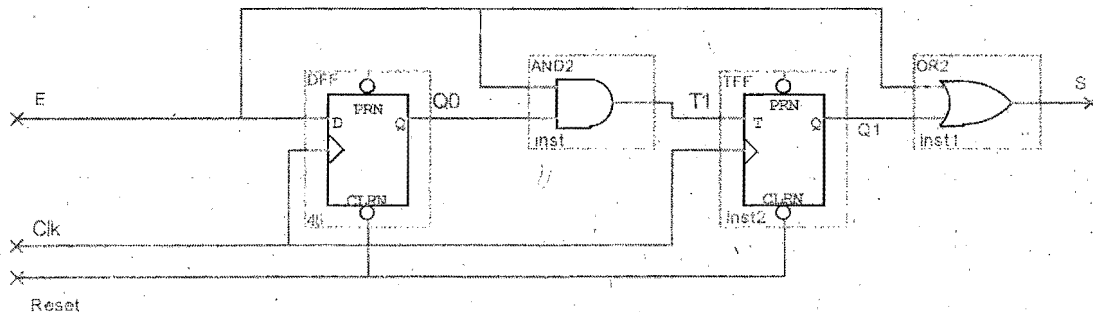 DFF
AND2
TFF
OR2
E
PRN
Q0
T1
PRN
S
D
Q
T
Q
Q1
inst
inst1
CLRN
CLRN
inst2
Clk
Reset